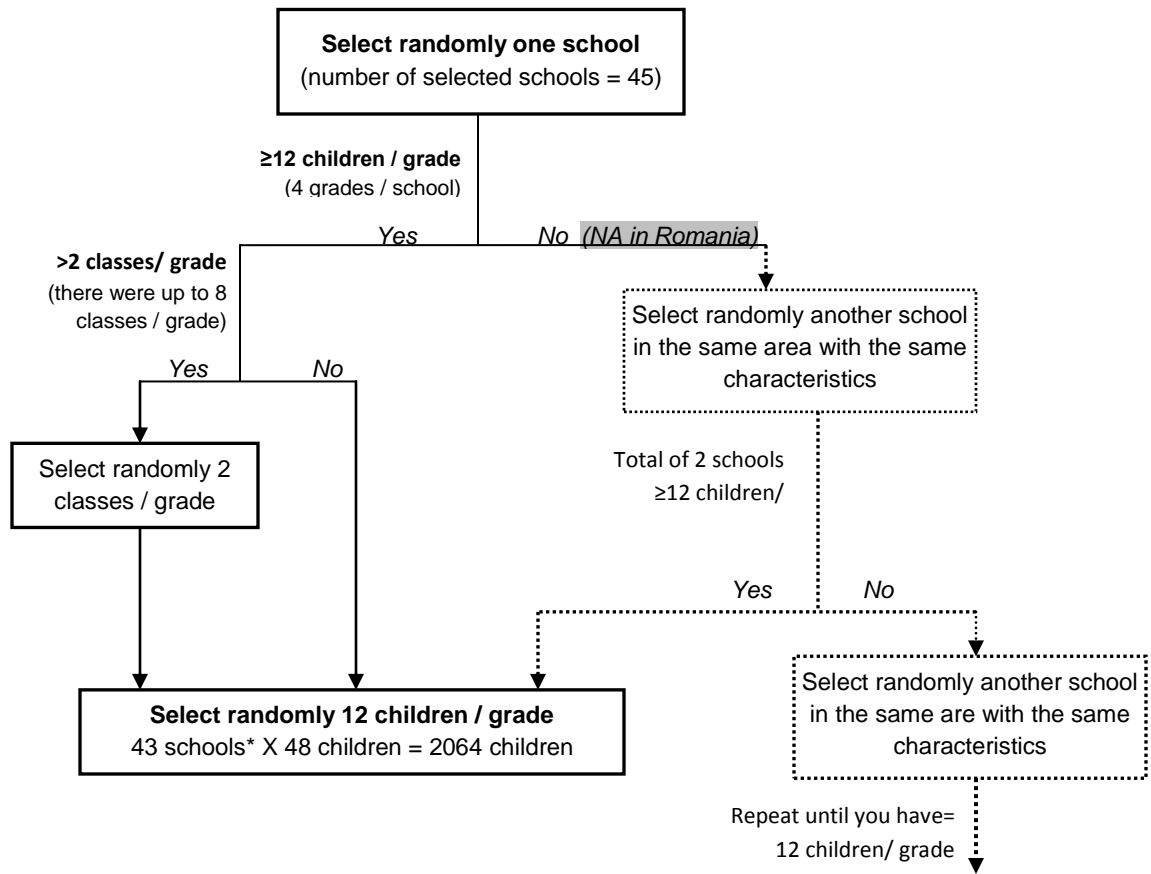 Select randomly one school
(number of selected schools = 45)
≥12 children / grade
(4 grades / school)
Yes
No (NA in Romania)
>2 classes/ grade
(there were up to 8
classes / grade)
Yes
No
Select randomly another school
in the same area with the same
characteristics
Select randomly 2
classes / grade
Total of 2 schools
≥12 children/
Yes
No
Select randomly 12 children / grade
43 schools* X 48 children = 2064 children
Select randomly another school
in the same are with the same
characteristics
Repeat until you have=
12 children/ grade